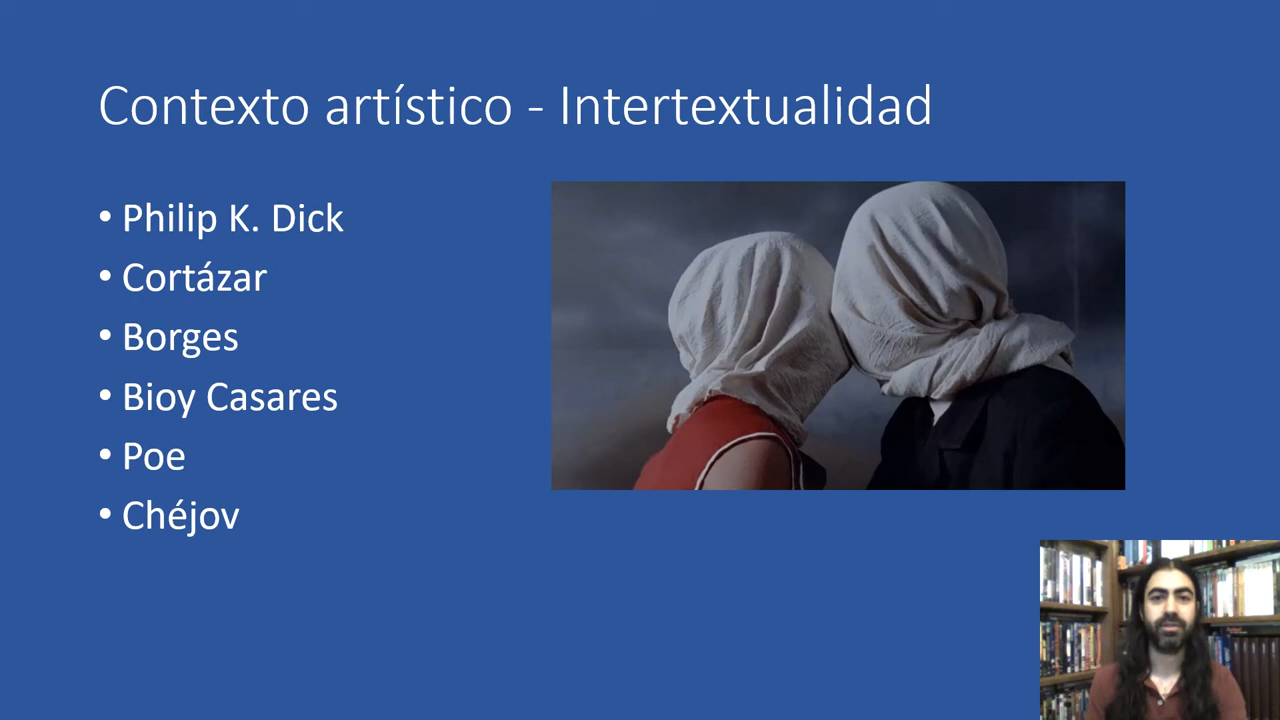 Contexto artístico - Intertextualidad
• Philip K. Dick
• Cortázar
• Borges
• Bioy Casares
• Poe
• Chéjov